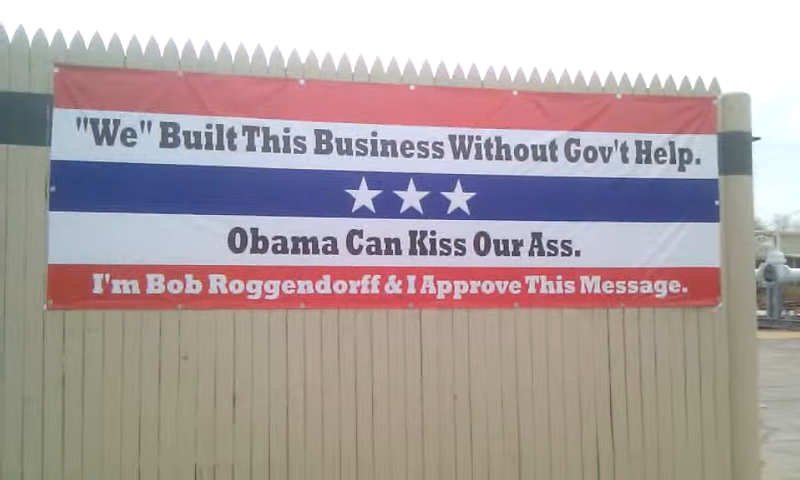 "We" Built This Business Without Gov't Help.
Obama Can Kiss Our Ass.
I'm Bob Roggendorff & I Approve This Message.